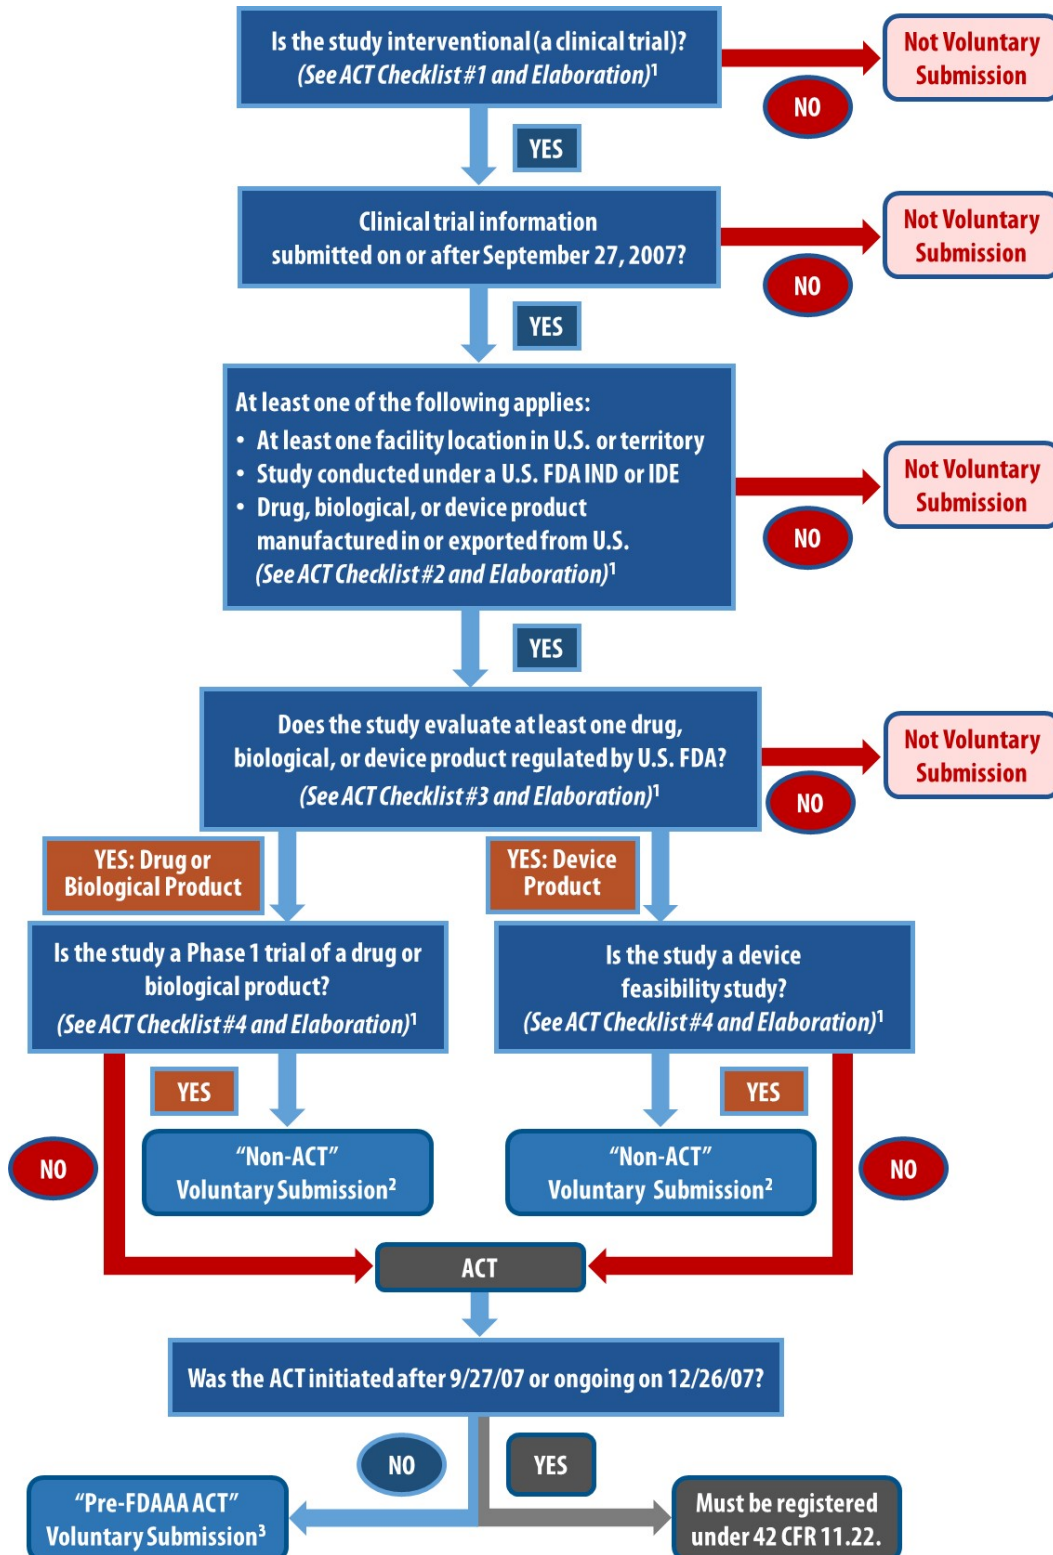 Is the study interventional (a clinical trial)?
(See ACT Checklist #1 and Elaboration)¹
Not Voluntary
Submission
NO
YES
Clinical trial information
submitted on or after September 27, 2007?
Not Voluntary
Submission
NO
YES
At least one of the following applies:
• At least one facility location in U.S. or territory
• Study conducted under a U.S. FDA IND or IDE
• Drug, biological, or device product
manufactured in or exported from U.S.
(See ACT Checklist #2 and Elaboration)¹
Not Voluntary
Submission
NO
YES
Does the study evaluate at least one drug,
biological, or device product regulated by U.S. FDA?
(See ACT Checklist #3 and Elaboration)¹
Not Voluntary
Submission
NO
YES: Drug or
Biological Product
YES: Device
Product
Is the study a Phase 1 trial of a drug or
biological product?
(See ACT Checklist #4 and Elaboration)¹
Is the study a device
feasibility study?
(See ACT Checklist #4 and Elaboration)¹
YES
YES
NO
"Non-ACT"
Voluntary Submission²
"Non-ACT"
Voluntary Submission²
NO
ACT
Was the ACT initiated after 9/27/07 or ongoing on 12/26/07?
NO
YES
"Pre-FDAAA ACT"
Voluntary Submission³
Must be registered
under 42 CFR 11.22.